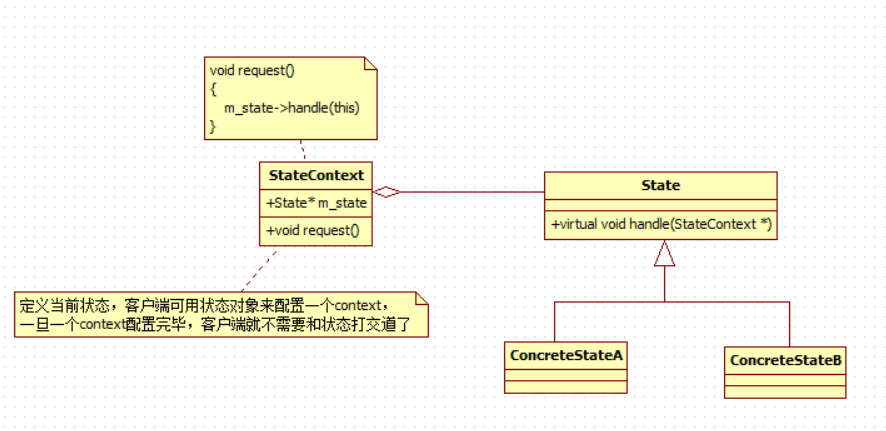 void request()
{
m_state->handle(this)
}
StateContext
+State* m_state
+void request()
State
+virtual void handle(StateContext *)
定义当前状态，客户端可用状态对象来配置一个context，
一旦一个context配置完毕，客户端就不需要和状态打交道了
ConcreteStateA
ConcreteStateB